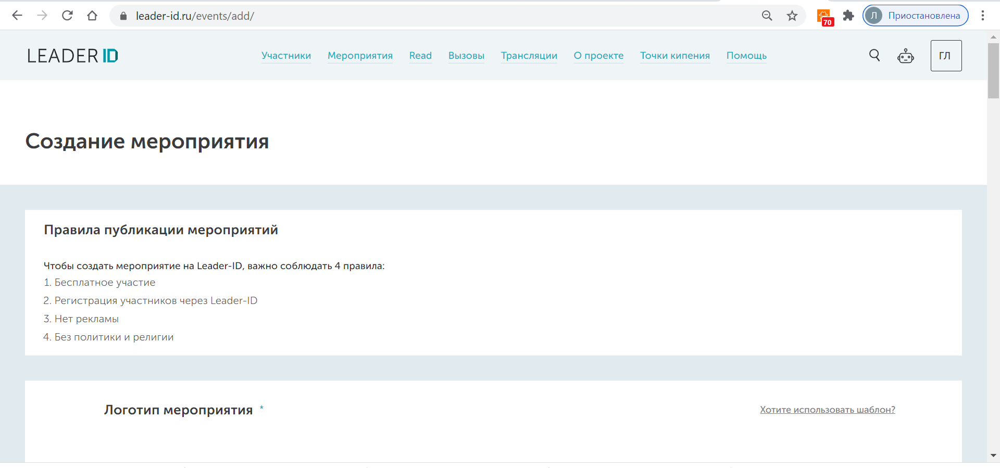 leader-id.ru/events/add/
70
Л Приостановлена
LEADER ID
Участники Мероприятия Read Вызовы Трансляции О проекте Точки кипения Помощь
ГЛ
Создание мероприятия
Правила публикации мероприятий
Чтобы создать мероприятие на Leader-ID, важно соблюдать 4 правила:
1. Бесплатное участие
2. Регистрация участников через Leader-ID
3. Нет рекламы
4. Без политики и религии
Логотип мероприятия *
Хотите использовать шаблон?